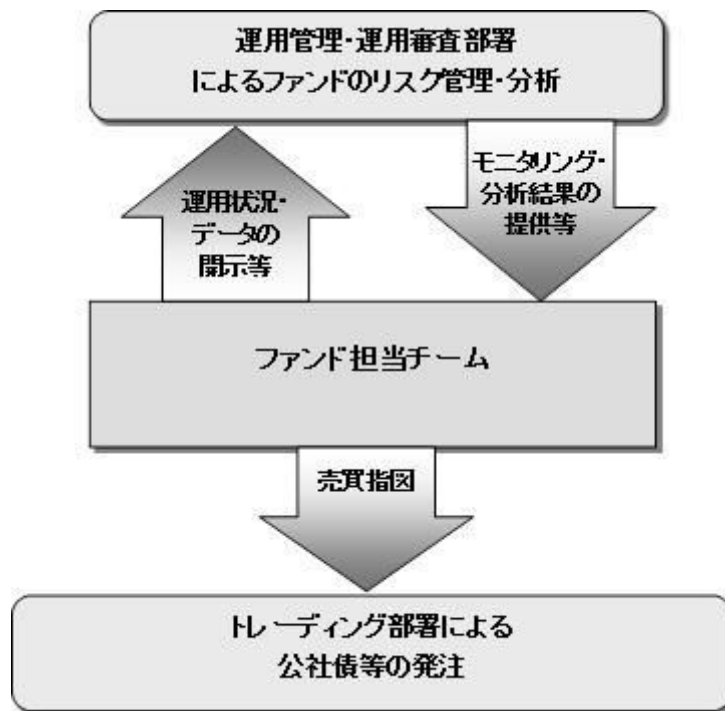 運用管理・運用審査部署
によるファンドのリスク管理・分析
運用状況・
データの
開示等
モニタリング・
分析結果の
提供等
ファンド担当チーム
売買指図
トレーディング部署による
公社債等の発注